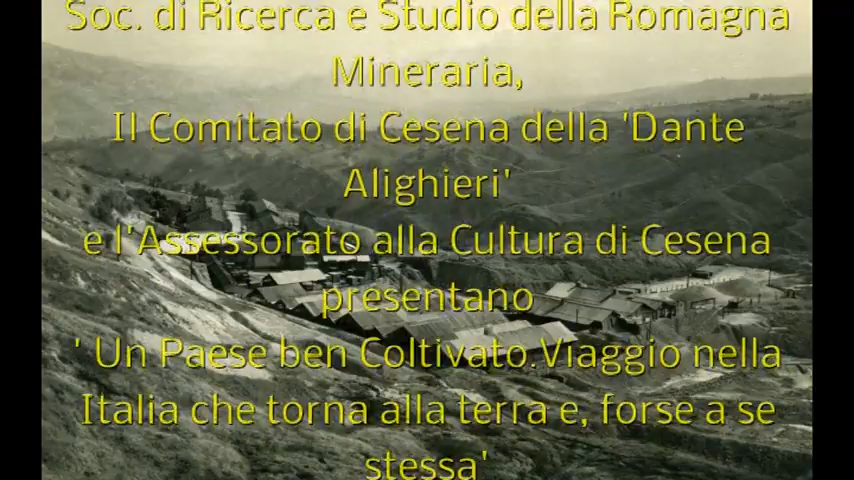 Soc. di Ricerca e Studio della Romagna
Mineraria,
Il Comitato di Cesena della 'Dante
Alighieri'
e l'Assessorato alla Cultura di Cesena
presentano
' Un Paese ben Coltivato.Viaggio nella
Italia che torna alla terra e, forse a se
stessa'